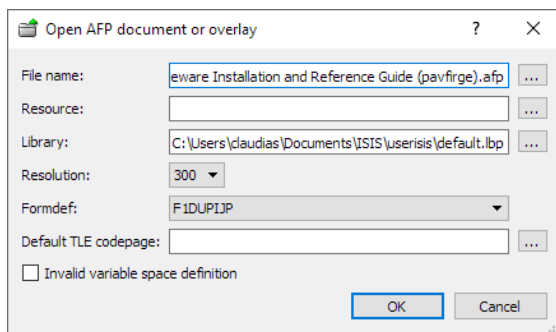 Open AFP document or overlay
File name: eware Installation and Reference Guide (pavfirge).afp ...
Resource: ...
Library: C:\Users\claudias\Documents\ISIS\userisis\default.lbp ...
Resolution: 300
Formdef: F1DUPIJP
Default TLE codepage: ...
Invalid variable space definition
OK Cancel